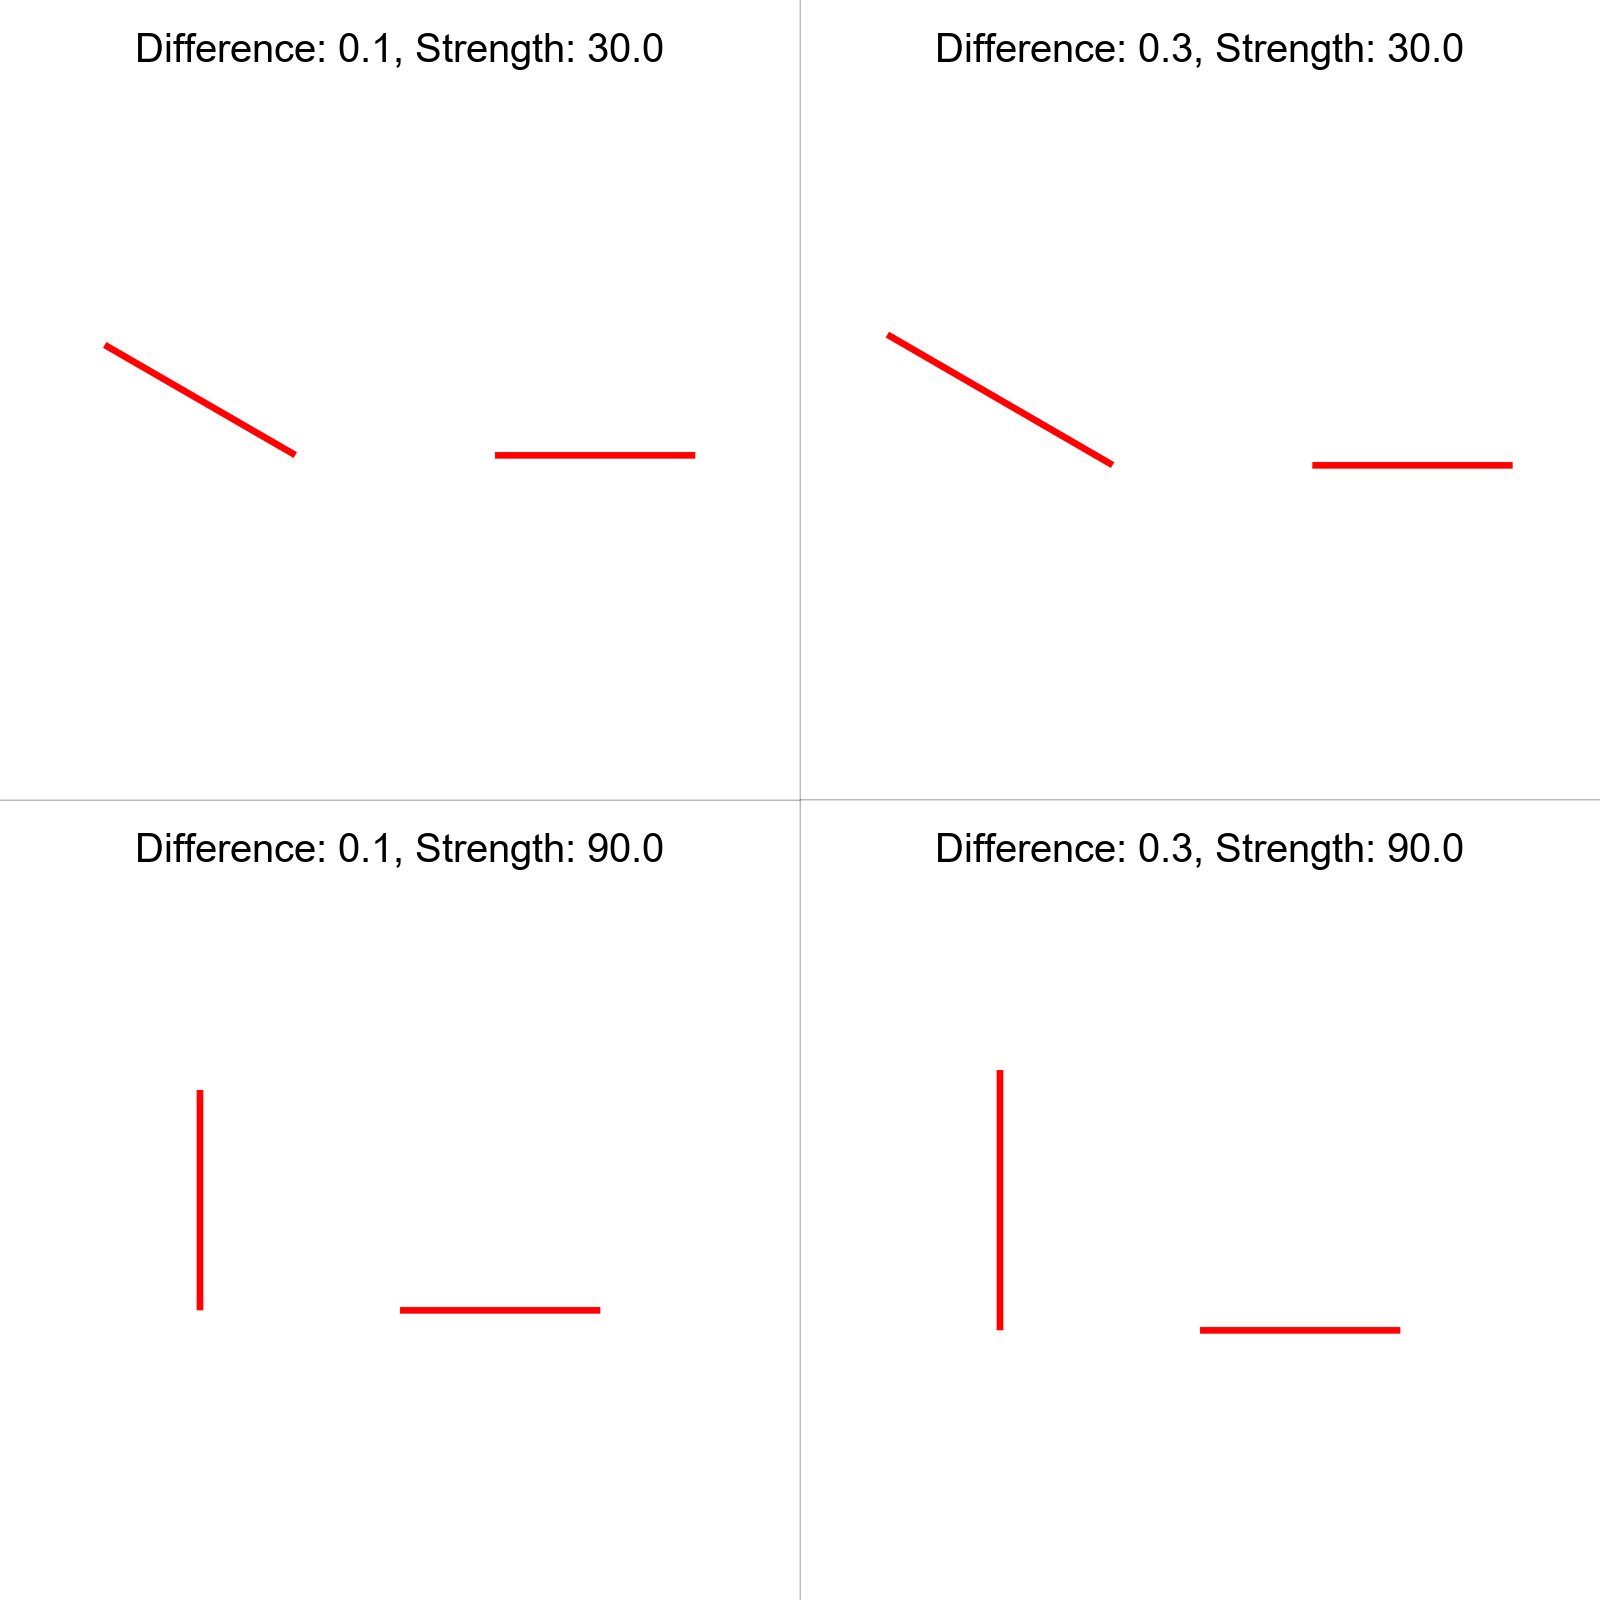 Difference: 0.1, Strength: 30.0
Difference: 0.3, Strength: 30.0
Difference: 0.1, Strength: 90.0
Difference: 0.3, Strength: 90.0